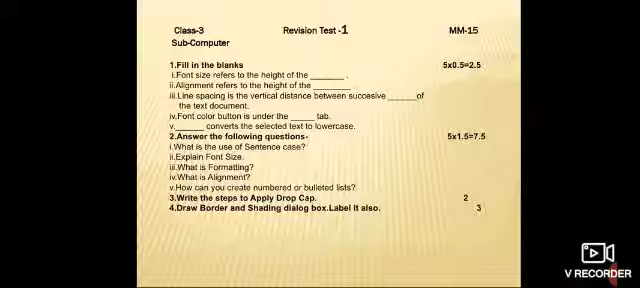 Class-3 Revision Test -1 MM-15
Sub-Computer
1.Fill in the blanks 5x0.5=2.5
i.Font size refers to the height of the _______ .
ii.Alignment refers to the height of the ________
iii.Line spacing is the vertical distance between succesive ______of
the text document.
iv.Font color button is under the _____ tab.
v.______ converts the selected text to lowercase.
2.Answer the following questions- 5x1.5=7.5
i.What is the use of Sentence case?
ii.Explain Font Size.
iii.What is Formatting?
iv.What is Alignment?
v.How can you create numbered or bulleted lists?
3.Write the steps to Apply Drop Cap. 2
4.Draw Border and Shading dialog box.Label It also. 3
V RECORDER